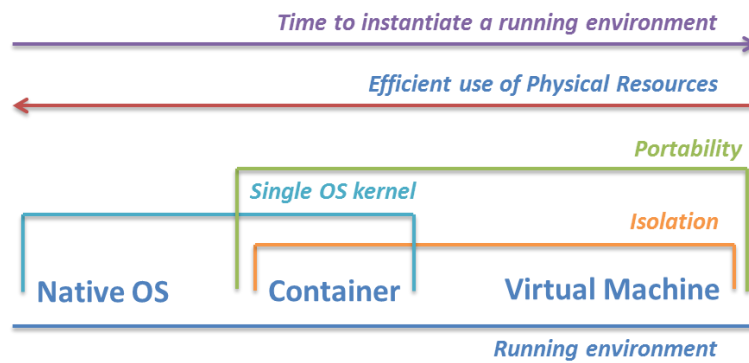 Time to instantiate a running environment
Efficient use of Physical Resources
Portability
Single OS kernel
Isolation
Native OS Container Virtual Machine
Running environment